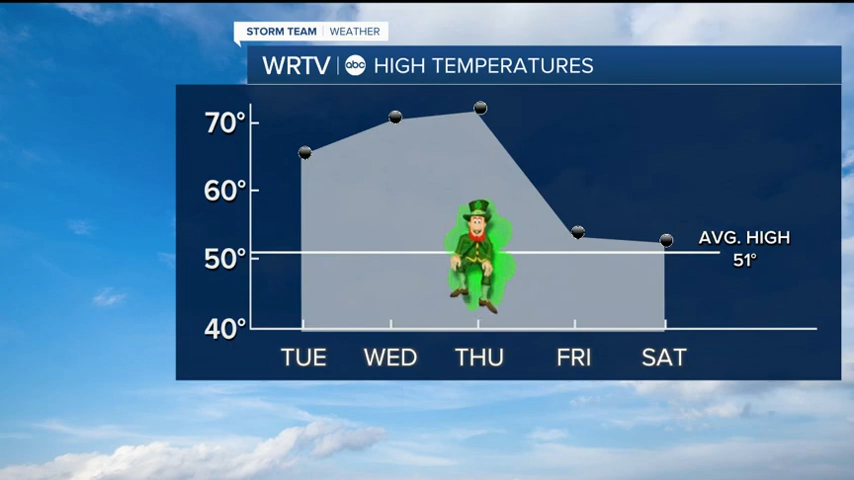 STORM TEAM | WEATHER
WRTV | abc HIGH TEMPERATURES
70°
60°
50°
40°
AVG. HIGH
51°
TUE WED THU FRI SAT